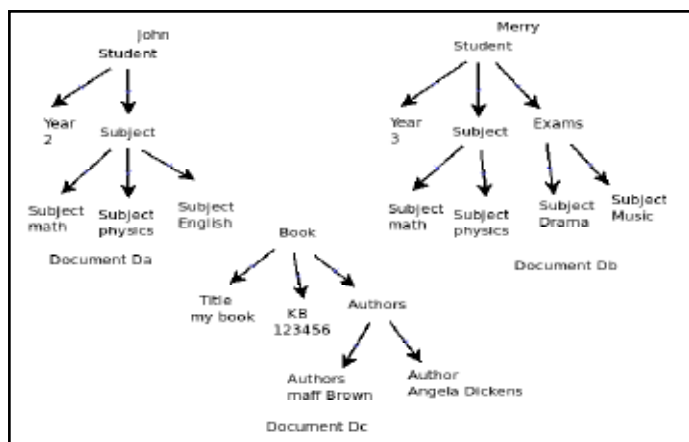 John
Student
Year
2
Subject
Subject
math
Subject
physics
Subject
English
Document Da
Merry
Student
Year
3
Subject
Exams
Subject
math
Subject
physics
Subject
Drama
Subject
Music
Document Db
Book
Title
my book
KB
123456
Authors
Authors
maff Brown
Author
Angela Dickens
Document Dc